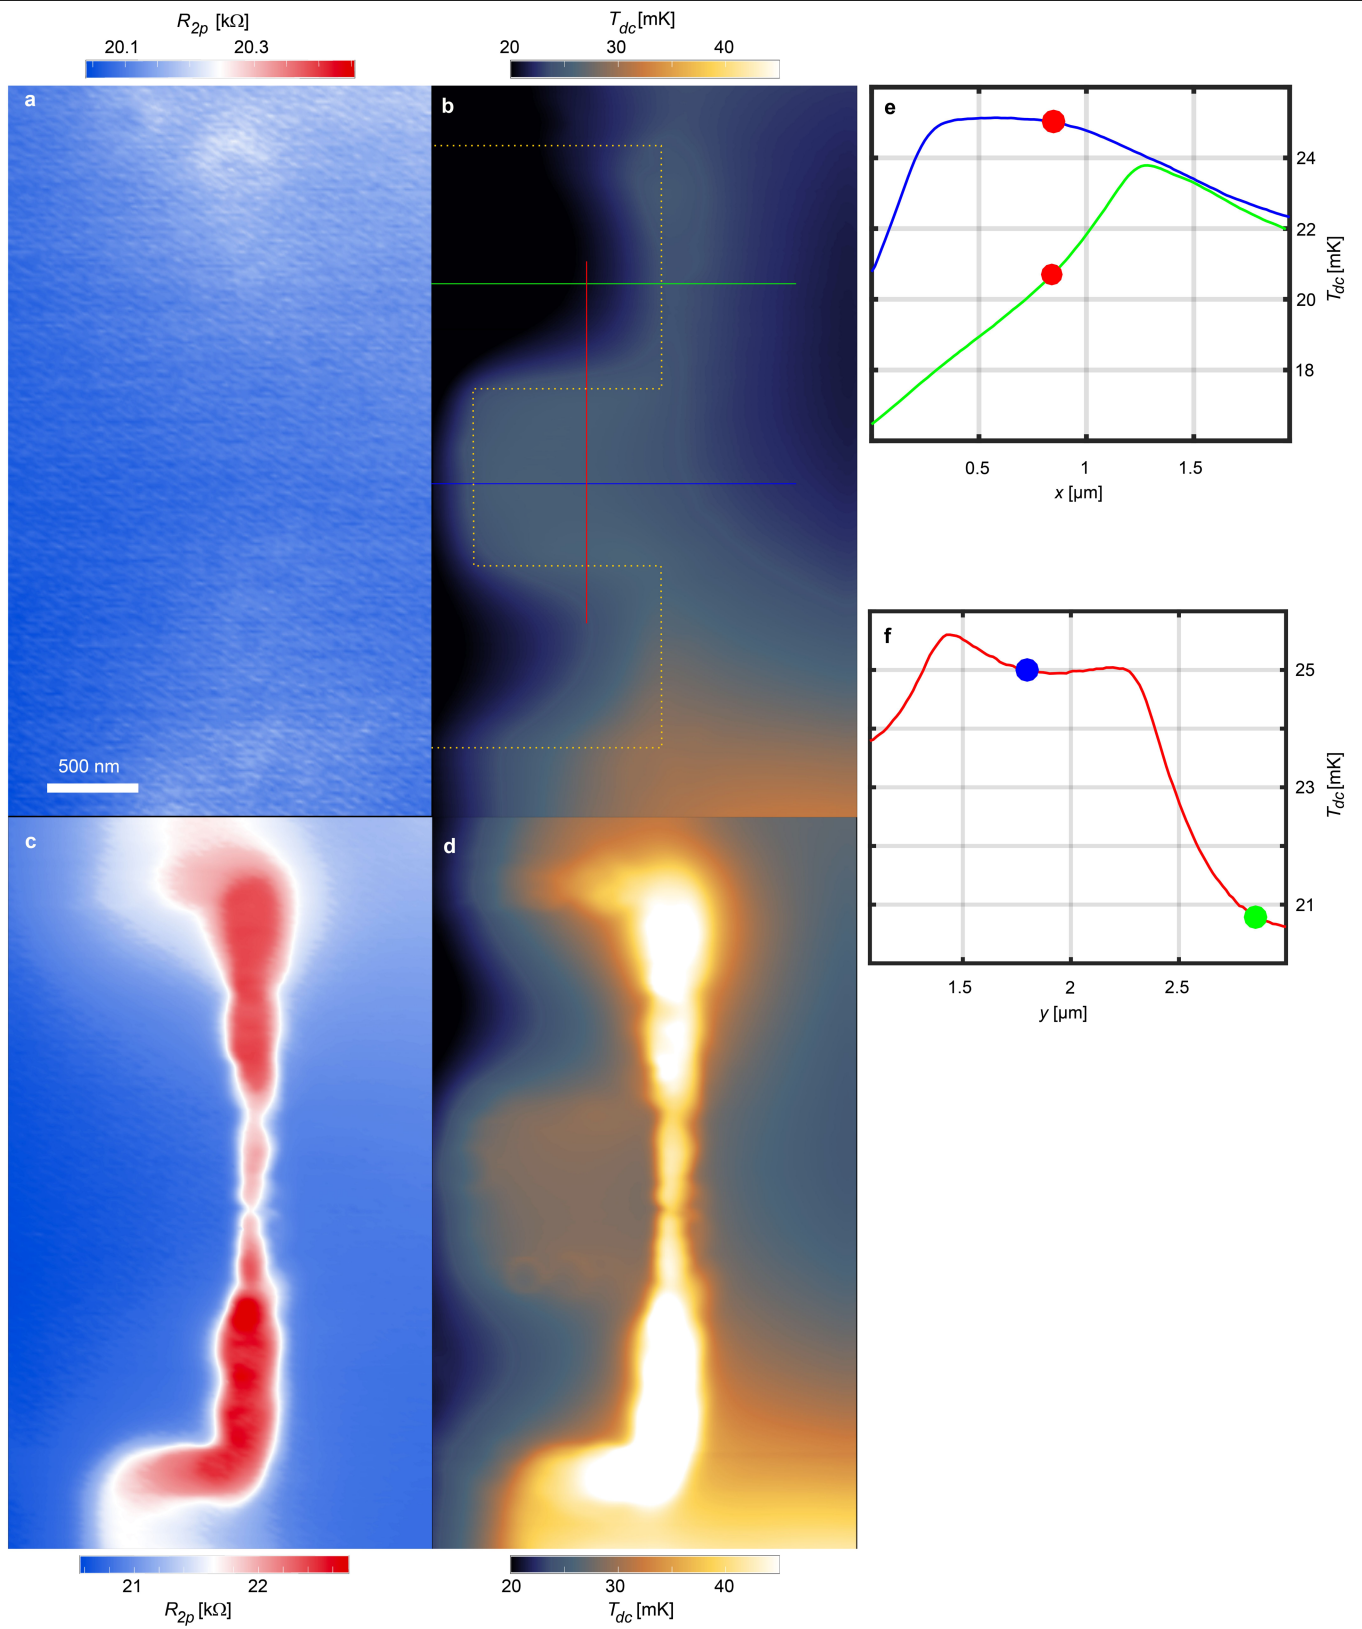 R2p [kΩ]
20.1 20.3
Tdc[mK]
20 30 40
a
b
500 nm
c
d
21 22
R2p [kΩ]
20 30 40
Tdc [mK]
e
24
22
20
18
Tdc [mK]
0.5 1 1.5
x [µm]
f
25
23
21
Tdc [mK]
1.5 2 2.5
y [µm]